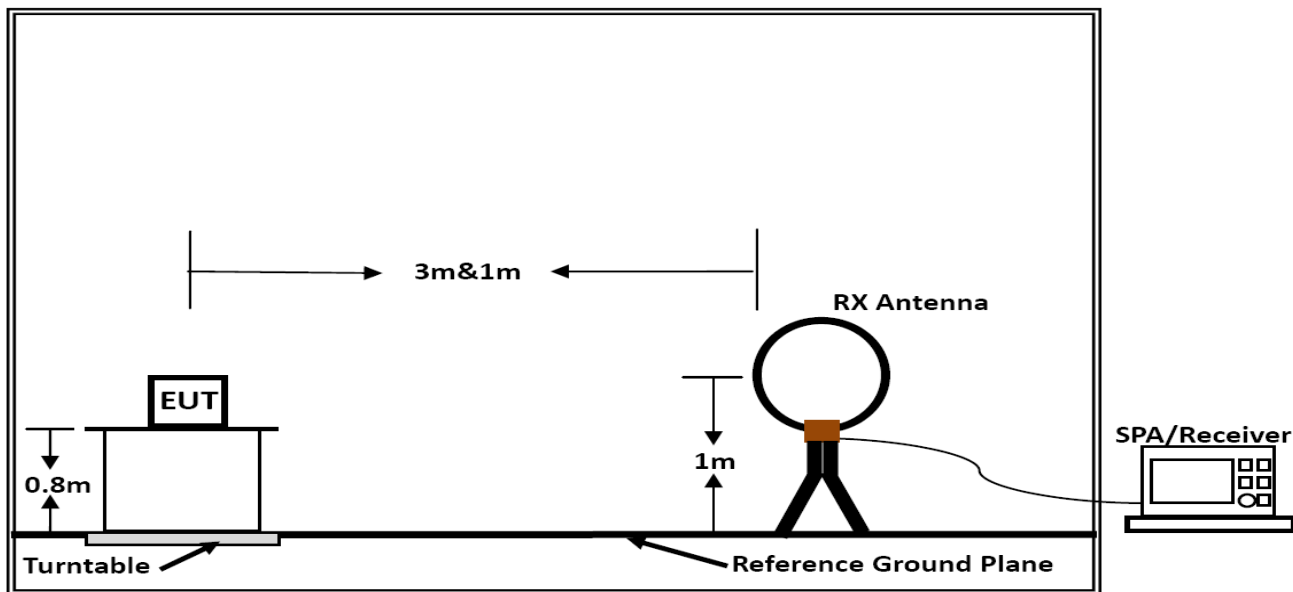 3m&1m
RX Antenna
EUT
SPA/Receiver
1m
0.8m
Turntable
Reference Ground Plane